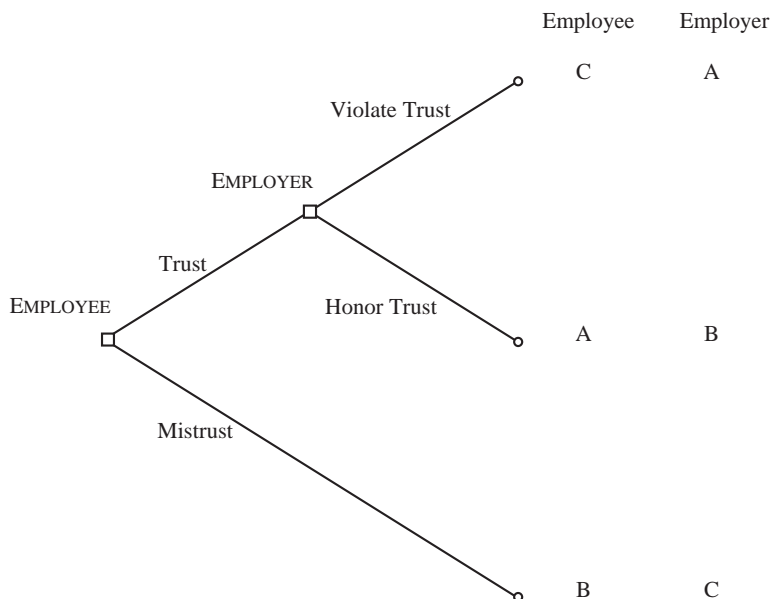 Employee Employer
C A
Violate Trust
EMPLOYER
Trust
EMPLOYEE
Honor Trust
A B
Mistrust
B C